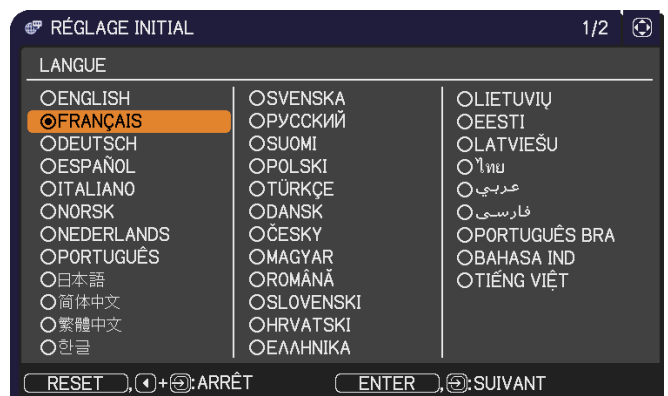 RÉGLAGE INITIAL 1/2
LANGUE
ENGLISH
FRANÇAIS
DEUTSCH
ESPAÑOL
ITALIANO
NORSK
NEDERLANDS
PORTUGUÊS
日本語
简体中文
繁體中文
한글
SVENSKA
РУССКИЙ
SUOMI
POLSKI
TÜRKÇE
DANSK
ČESKY
MAGYAR
ROMÂNĂ
SLOVENSKI
HRVATSKI
ΕΛΛΗΝΙΚΑ
LIETUVIŲ
EESTI
LATVIEŠU
ไทย
عربي
فارسی
PORTUGUÊS BRA
BAHASA IND
TIẾNG VIỆT
RESET , + :ARRÊT ENTER , :SUIVANT